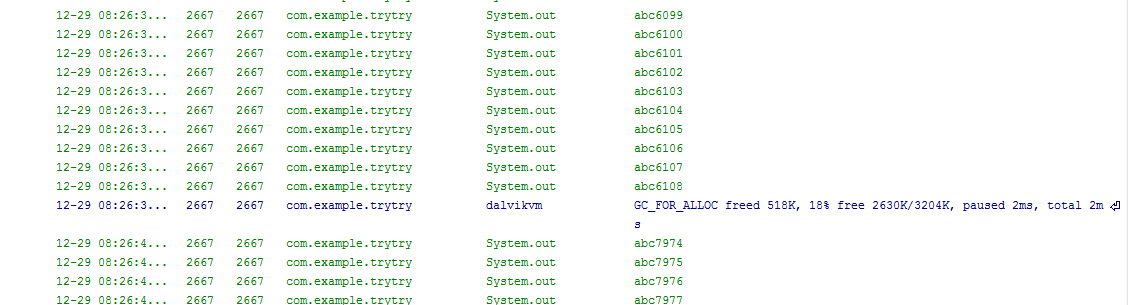 12-29 08:26:3... 2667 2667 com.example.trytry System.out abc6099
12-29 08:26:3... 2667 2667 com.example.trytry System.out abc6100
12-29 08:26:3... 2667 2667 com.example.trytry System.out abc6101
12-29 08:26:3... 2667 2667 com.example.trytry System.out abc6102
12-29 08:26:3... 2667 2667 com.example.trytry System.out abc6103
12-29 08:26:3... 2667 2667 com.example.trytry System.out abc6104
12-29 08:26:3... 2667 2667 com.example.trytry System.out abc6105
12-29 08:26:3... 2667 2667 com.example.trytry System.out abc6106
12-29 08:26:3... 2667 2667 com.example.trytry System.out abc6107
12-29 08:26:3... 2667 2667 com.example.trytry System.out abc6108
12-29 08:26:3... 2667 2667 com.example.trytry dalvikvm GC_FOR_ALLOC freed 518K, 18% free 2630K/3204K, paused 2ms, total 2m
s
12-29 08:26:4... 2667 2667 com.example.trytry System.out abc7974
12-29 08:26:4... 2667 2667 com.example.trytry System.out abc7975
12-29 08:26:4... 2667 2667 com.example.trytry System.out abc7976
12-29 08:26:4... 2667 2667 com.example.trytry System.out abc7977